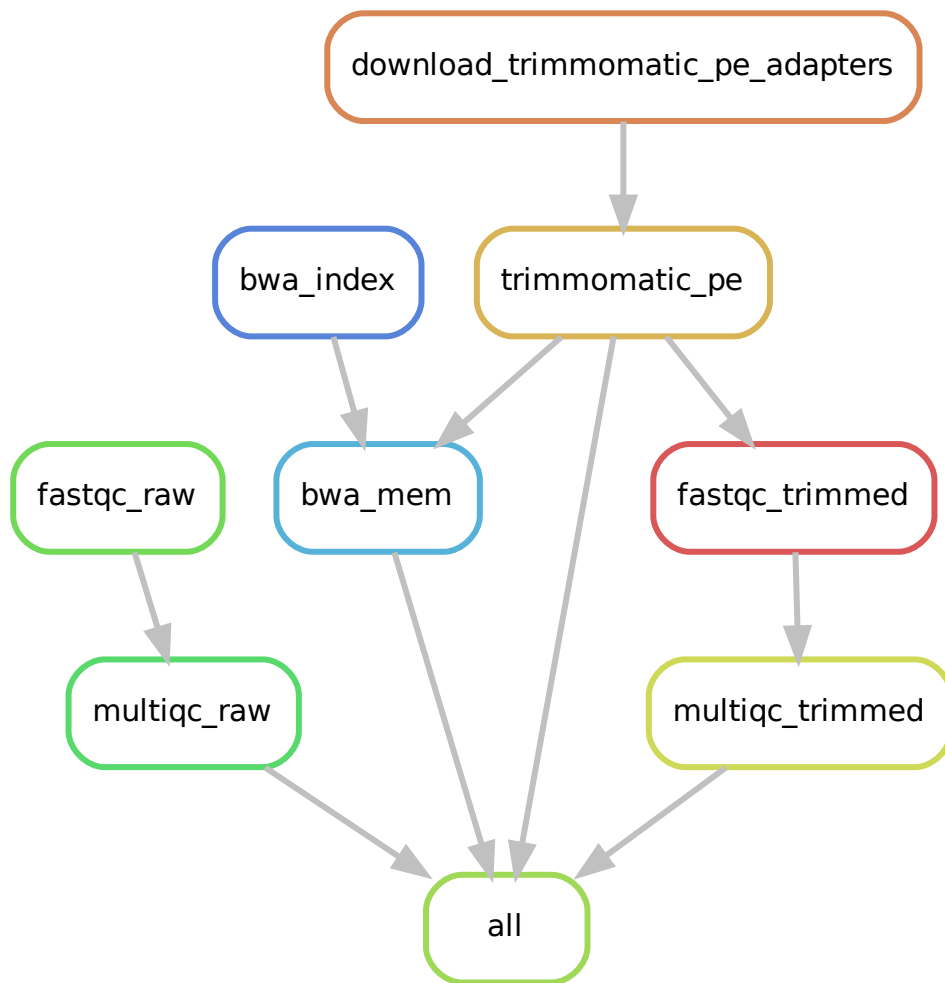 download_trimmomatic_pe_adapters
bwa_index
trimmomatic_pe
fastqc_raw
bwa_mem
fastqc_trimmed
multiqc_raw
multiqc_trimmed
all